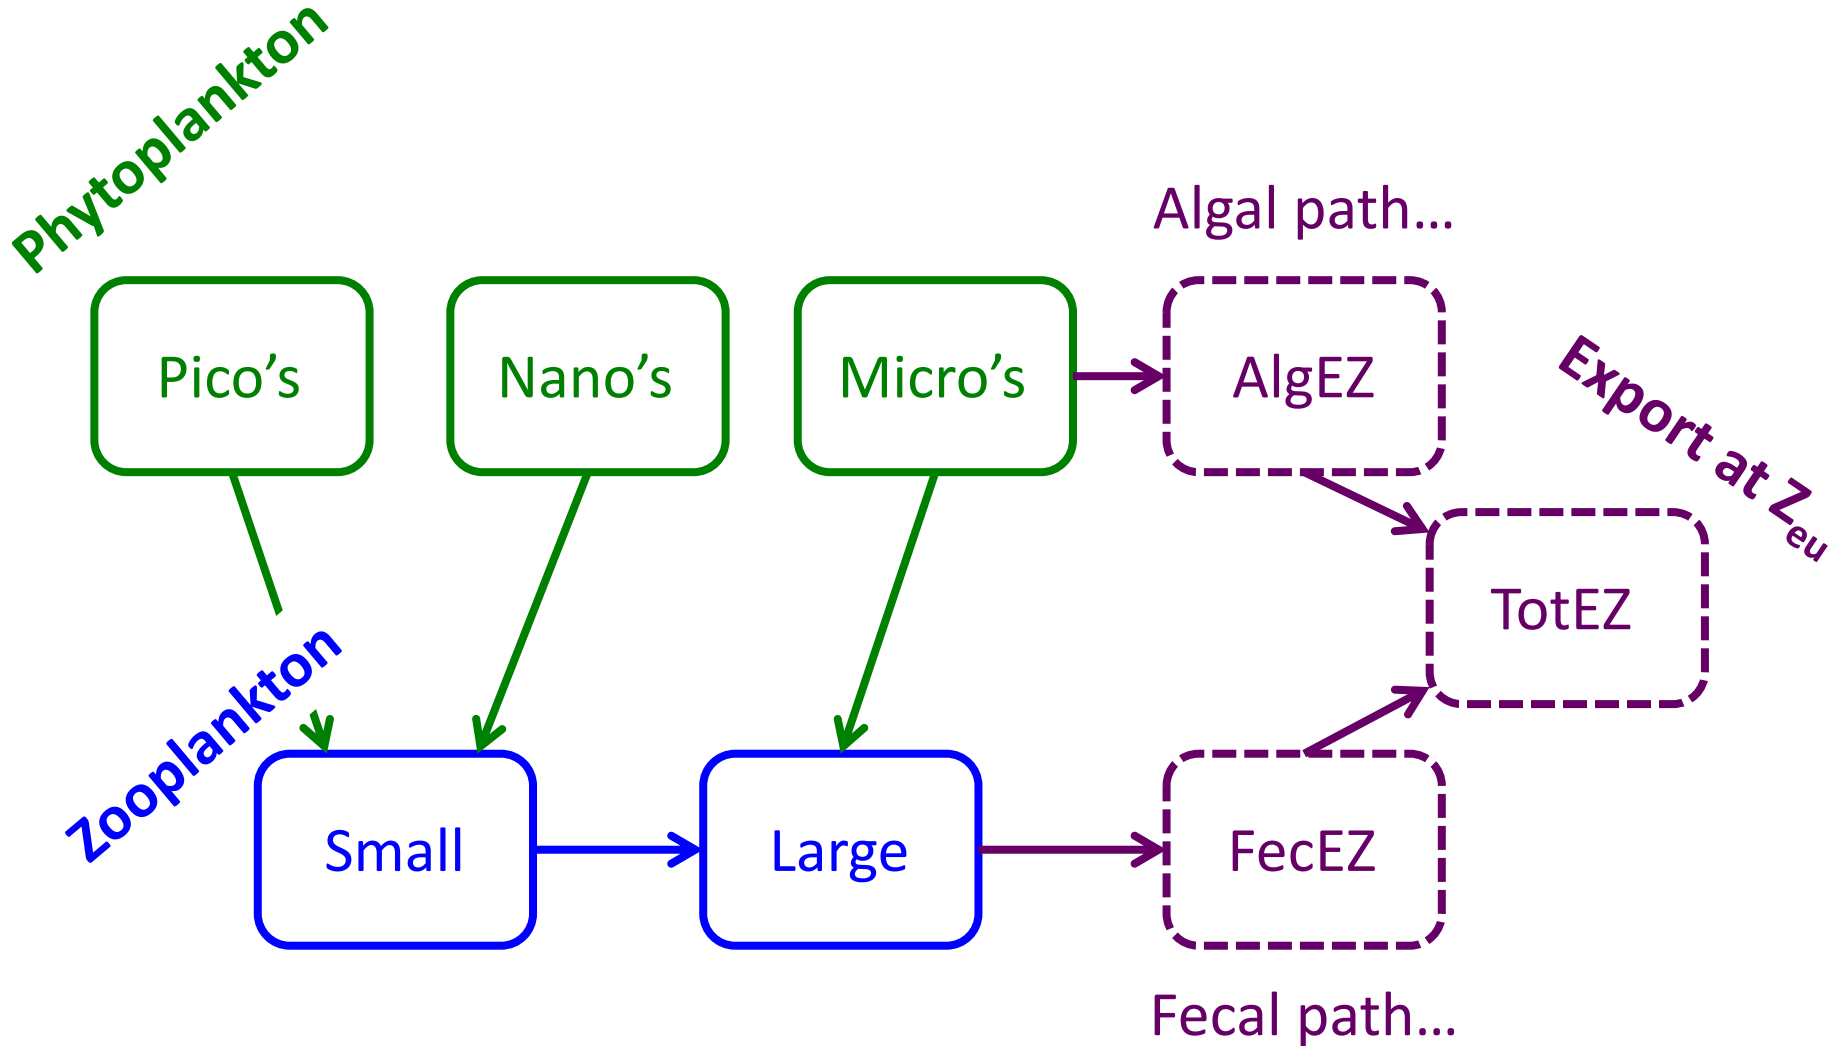 Phytoplankton
Algal path...
Pico’s
Nano’s
Micro’s
AlgEZ
Export at Zeu
TotEZ
Zooplankton
Small
Large
FecEZ
Fecal path...